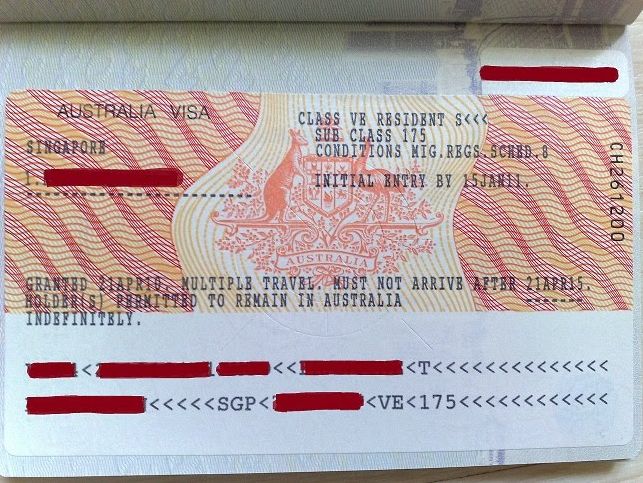 AUSTRALIA VISA
CLASS VE RESIDENT S<<<
SUB CLASS 175
SINGAPORE
CONDITIONS MIG.REGS.SCHED.8
1.
INITIAL ENTRY BY 15JAN11.
CH261200
AUSTRALIA
GRANTED 21APR10. MULTIPLE TRAVEL. MUST NOT ARRIVE AFTER 21APR15.
HOLDER(S) PERMITTED TO REMAIN IN AUSTRALIA
INDEFINITELY.
< << <T<<<<<<<<<<<<<<
<<<<<SGP< <VE<175<<<<<<<<<<<<